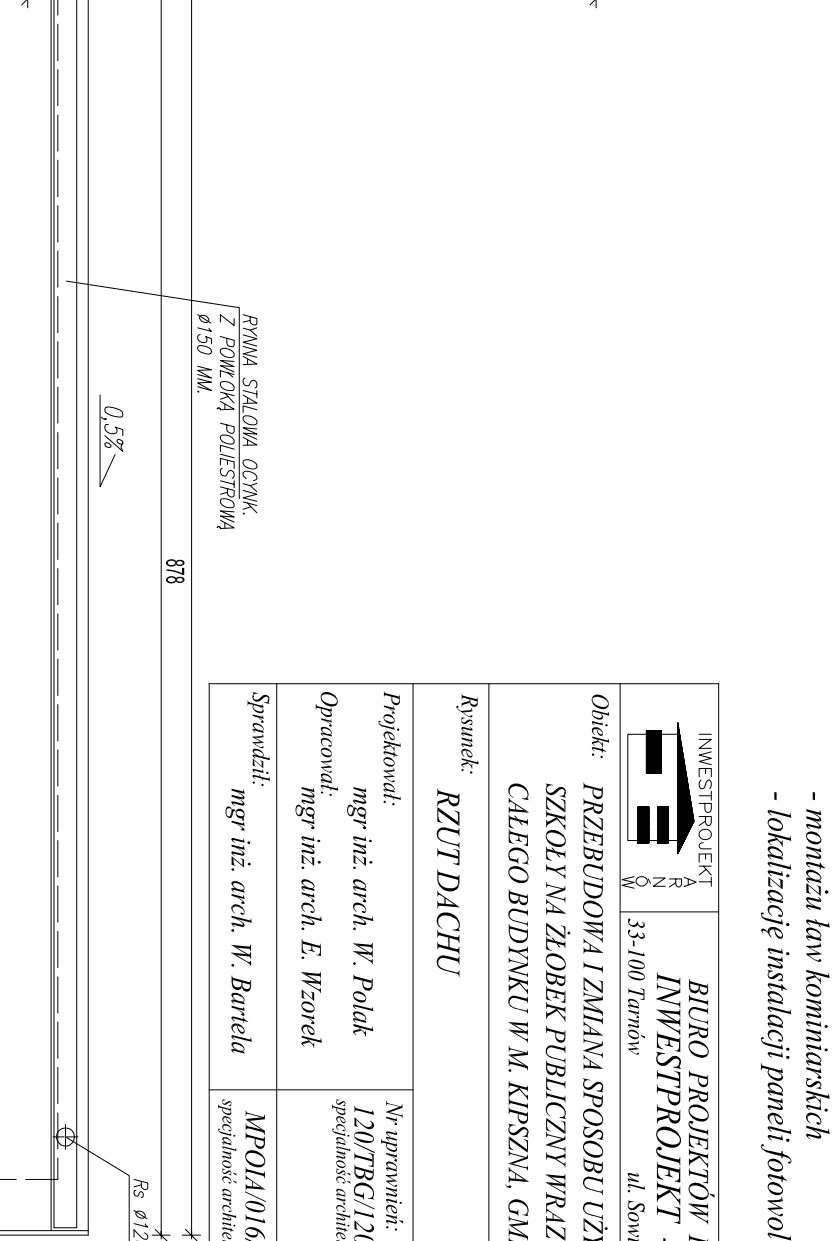 - montażu ław kominiarskich
- lokalizację instalacji paneli fotowol
INWESTPROJEKT
ARNÓW
BIURO PROJEKTÓW
INWESTPROJEKT -
33-100 Tarnów ul. Sowi
Obiekt: PRZEBUDOWA I ZMIANA SPOSOBU UŻY
SZKOŁY NA ŻŁOBEK PUBLICZNY WRAZ
CAŁEGO BUDYNKU W M. KIPSZNA, GM.
Rysunek: RZUT DACHU
Projektował:
mgr inż. arch. W. Polak
Nr uprawnień:
120/TBG/120
specjalność archite
Opracował:
mgr inż. arch. E. Wzorek
Sprawdził:
mgr inż. arch. W. Bartela
MPOIA/016
specjalność archite
RYNNA STALOWA OCYNK.
Z POWŁOKĄ POLIESTROWĄ
ø150 MM.
878
0,5%
Rs ø12